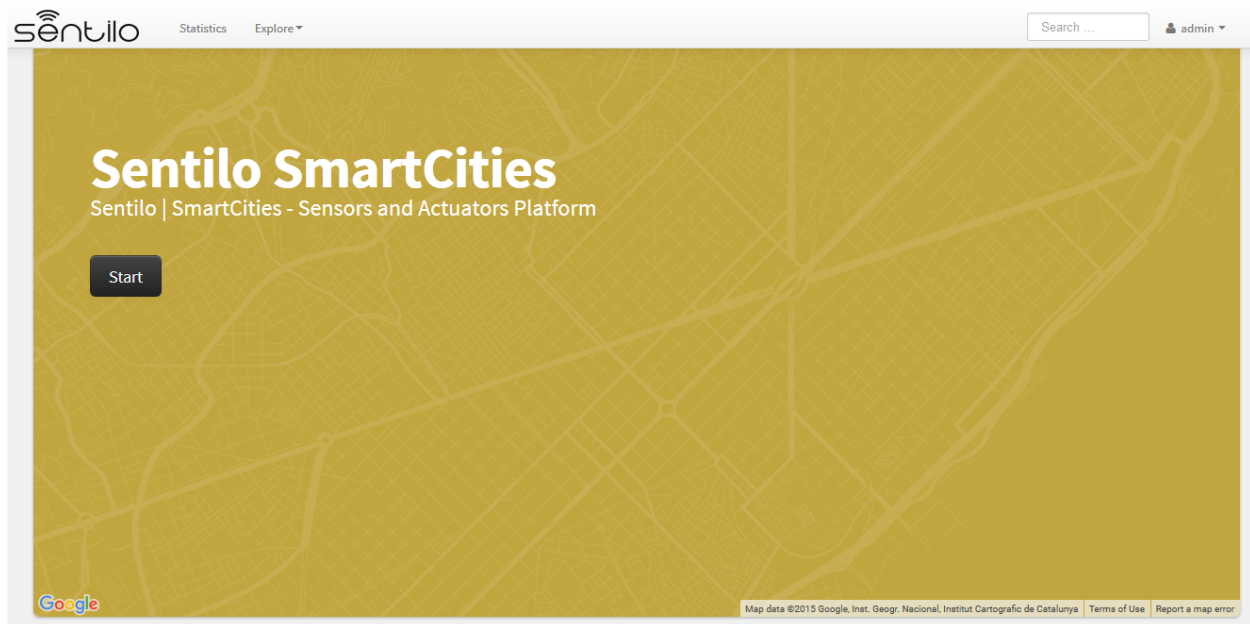 sentilo
Statistics
Explore
Search ...
admin
Sentilo SmartCities
Sentilo | SmartCities - Sensors and Actuators Platform
Start
Google
Map data ©2015 Google, Inst. Geogr. Nacional, Institut Cartografic de Catalunya
Terms of Use
Report a map error